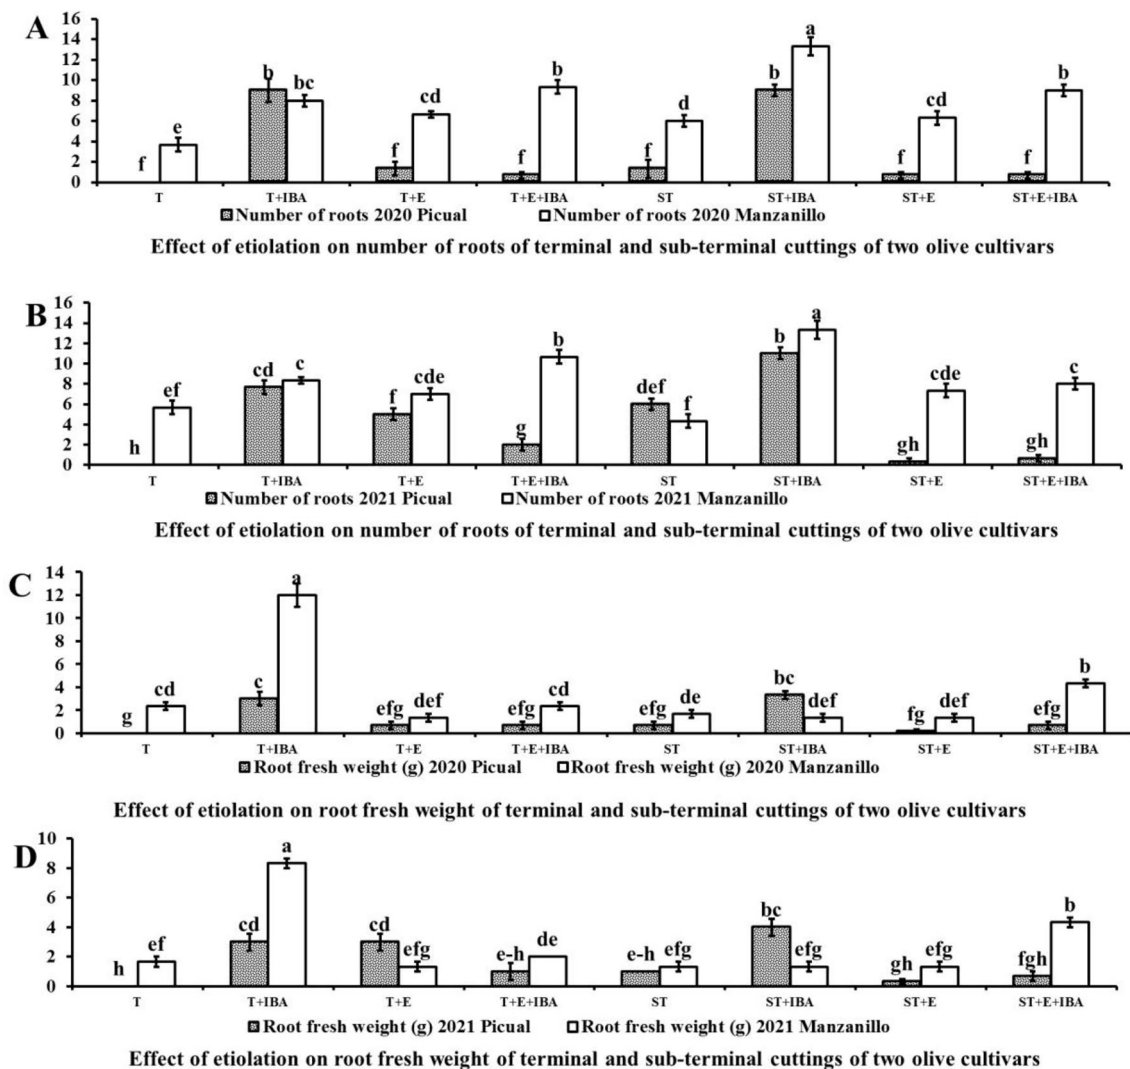 A
16
14
12
10
8
6
4
2
0
f e b bc f cd f b f d b a f cd f b
T T+IBA T+E T+E+IBA ST ST+IBA ST+E ST+E+IBA
Number of roots 2020 Picual Number of roots 2020 Manzanillo
Effect of etiolation on number of roots of terminal and sub-terminal cuttings of two olive cultivars
B
16
14
12
10
8
6
4
2
0
h ef cd c f cde g b def f b a gh cde gh c
T T+IBA T+E T+E+IBA ST ST+IBA ST+E ST+E+IBA
Number of roots 2021 Picual Number of roots 2021 Manzanillo
Effect of etiolation on number of roots of terminal and sub-terminal cuttings of two olive cultivars
C
14
12
10
8
6
4
2
0
g cd c a efg def efg cd efg de bc def fg def efg b
T T+IBA T+E T+E+IBA ST ST+IBA ST+E ST+E+IBA
Root fresh weight (g) 2020 Picual Root fresh weight (g) 2020 Manzanillo
Effect of etiolation on root fresh weight of terminal and sub-terminal cuttings of two olive cultivars
D
10
8
6
4
2
0
h ef cd a cd efg e-h de e-h efg bc efg gh efg fgh b
T T+IBA T+E T+E+IBA ST ST+IBA ST+E ST+E+IBA
Root fresh weight (g) 2021 Picual Root fresh weight (g) 2021 Manzanillo
Effect of etiolation on root fresh weight of terminal and sub-terminal cuttings of two olive cultivars